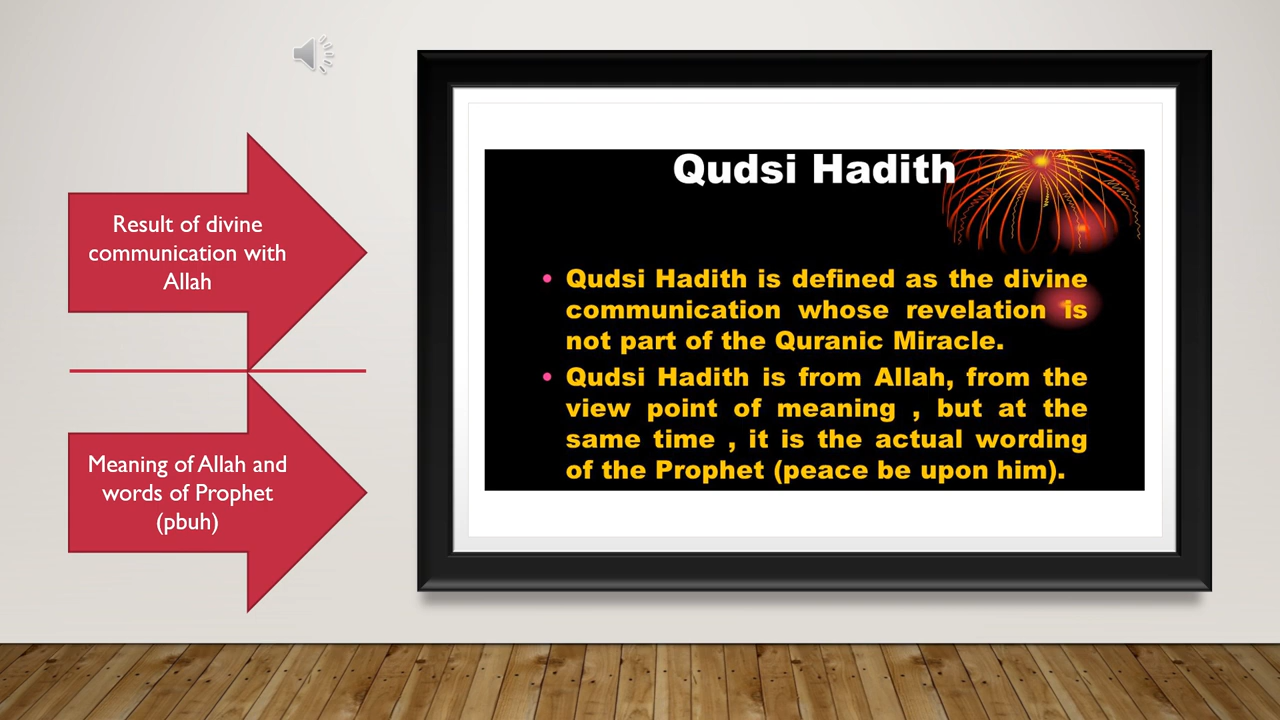 Result of divine
communication with
Allah
Meaning of Allah and
words of Prophet
(pbuh)
Qudsi Hadith
• Qudsi Hadith is defined as the divine
communication whose revelation is
not part of the Quranic Miracle.
• Qudsi Hadith is from Allah, from the
view point of meaning , but at the
same time , it is the actual wording
of the Prophet (peace be upon him).